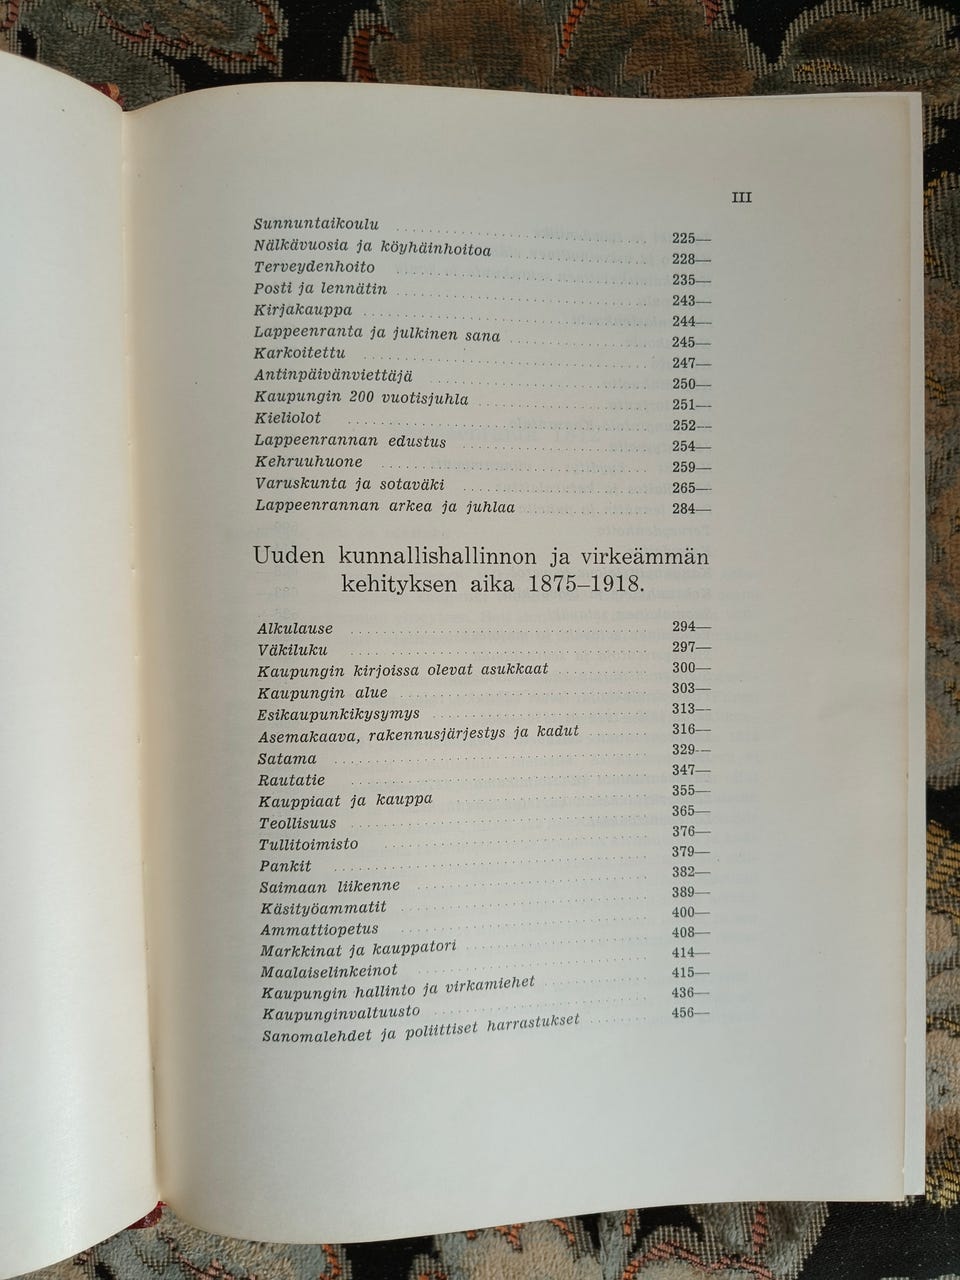 III
Sunnuntaikoulu 225—
Nälkävuosia ja köyhäinhoitoa 228—
Terveydenhoito 235—
Posti ja lennätin 243—
Kirjakauppa 244—
Lappeenranta ja julkinen sana 245—
Karkoitettu 247—
Antinpäivänviettäjä 250—
Kaupungin 200 vuotisjuhla 251—
Kieliolot 252—
Lappeenrannan edustus 254—
Kehruuhuone 259—
Varuskunta ja sotaväki 265—
Lappeenrannan arkea ja juhlaa 284—
Uuden kunnallishallinnon ja virkeämmän
kehityksen aika 1875–1918.
Alkulause 294—
Väkiluku 297—
Kaupungin kirjoissa olevat asukkaat 300—
Kaupungin alue 303—
Esikaupunkikysymys 313—
Asemakaava, rakennusjärjestys ja kadut 316—
Satama 329—
Rautatie 347—
Kauppiaat ja kauppa 355—
Teollisuus 365—
Tullitoimisto 376—
Pankit 379—
Saimaan liikenne 382—
Käsityöammatit 389—
Ammattiopetus 400—
Markkinat ja kauppatori 408—
Maalaiselinkeinot 414—
Kaupungin hallinto ja virkamiehet 415—
Kaupunginvaltuusto 436—
Sanomalehdet ja poliittiset harrastukset 456—